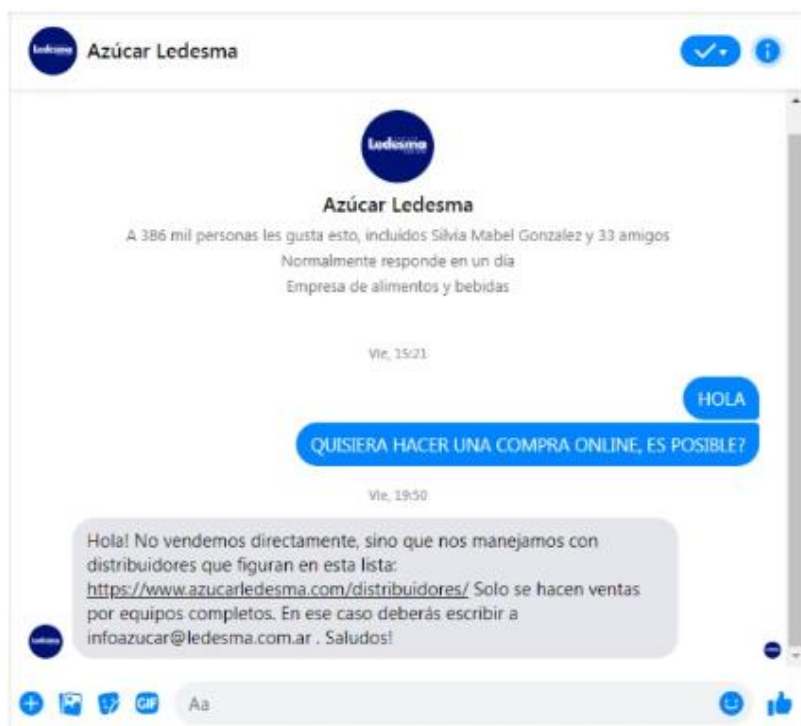 Ledesma
Azúcar Ledesma
Ledesma
Azúcar Ledesma
A 386 mil personas les gusta esto, incluidos Silvia Mabel Gonzalez y 33 amigos
Normalmente responde en un día
Empresa de alimentos y bebidas
Vie, 15:21
HOLA
QUISIERA HACER UNA COMPRA ONLINE, ES POSIBLE?
Vie, 19:50
Hola! No vendemos directamente, sino que nos manejamos con
distribuidores que figuran en esta lista:
https://www.azucarledesma.com/distribuidores/ Solo se hacen ventas
por equipos completos. En ese caso deberás escribir a
infoazucar@ledesma.com.ar . Saludos!
GIF
Aa